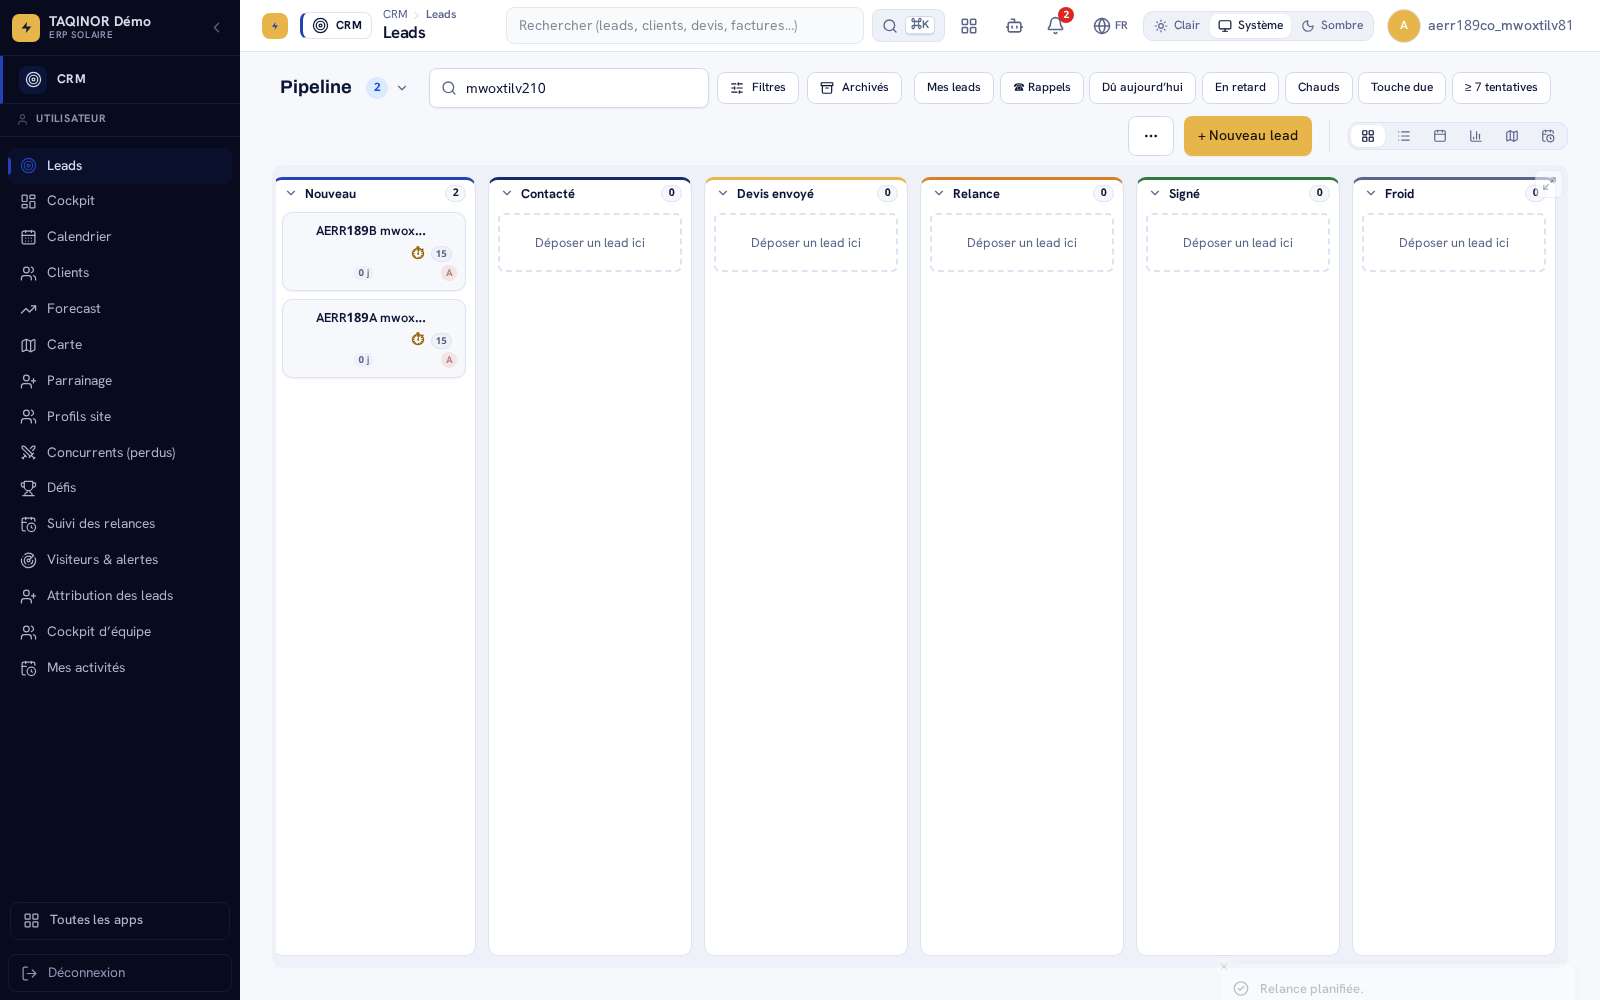 TAQINOR Démo
ERP SOLAIRE
CRM
UTILISATEUR
Leads
Cockpit
Calendrier
Clients
Forecast
Carte
Parrainage
Profils site
Concurrents (perdus)
Défis
Suivi des relances
Visiteurs & alertes
Attribution des leads
Cockpit d’équipe
Mes activités
Toutes les apps
Déconnexion
CRM
CRM Leads
Leads
Rechercher (leads, clients, devis, factures…)
⌘K
2
FR
Clair
Système
Sombre
A
aerr189co_mwoxtilv81
Pipeline 2
mwoxtilv210
Filtres
Archivés
Mes leads
☎ Rappels
Dû aujourd’hui
En retard
Chauds
Touche due
≥ 7 tentatives
+ Nouveau lead
Nouveau 2
AERR189B mwox…
15
0 j
A
AERR189A mwox…
15
0 j
A
Contacté 0
Déposer un lead ici
Devis envoyé 0
Déposer un lead ici
Relance 0
Déposer un lead ici
Signé 0
Déposer un lead ici
Froid 0
Déposer un lead ici
Relance planifiée.